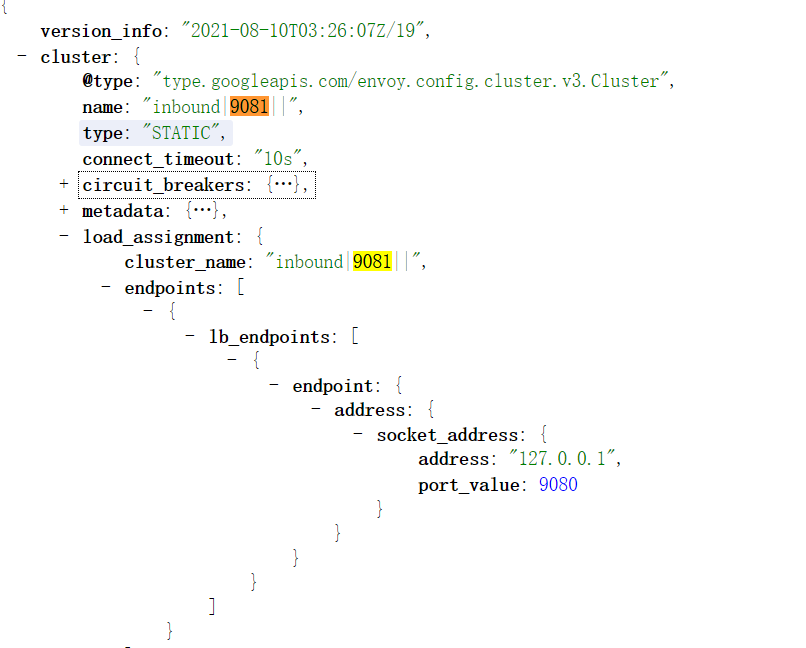 {
version_info: "2021-08-10T03:26:07Z/19",
- cluster: {
@type: "type.googleapis.com/envoy.config.cluster.v3.Cluster",
name: "inbound|9081||",
type: "STATIC",
connect_timeout: "10s",
+ circuit_breakers: {…},
+ metadata: {…},
- load_assignment: {
cluster_name: "inbound|9081||",
- endpoints: [
- {
- lb_endpoints: [
- {
- endpoint: {
- address: {
- socket_address: {
address: "127.0.0.1",
port_value: 9080
}
}
}
}
]
}